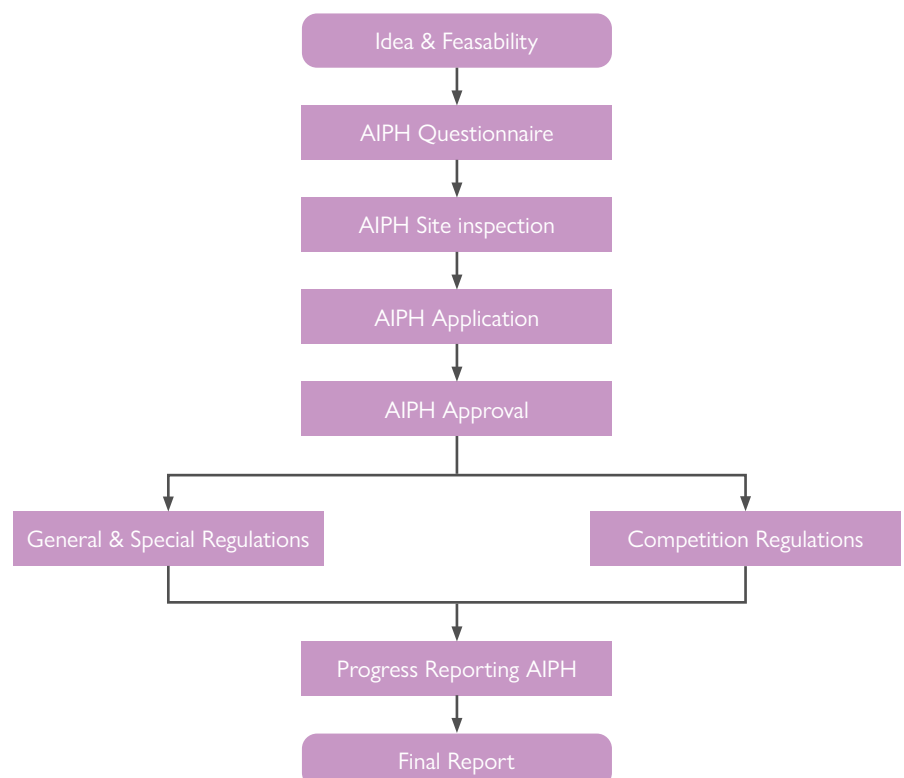 Idea & Feasability
AIPH Questionnaire
AIPH Site inspection
AIPH Application
AIPH Approval
General & Special Regulations
Competition Regulations
Progress Reporting AIPH
Final Report